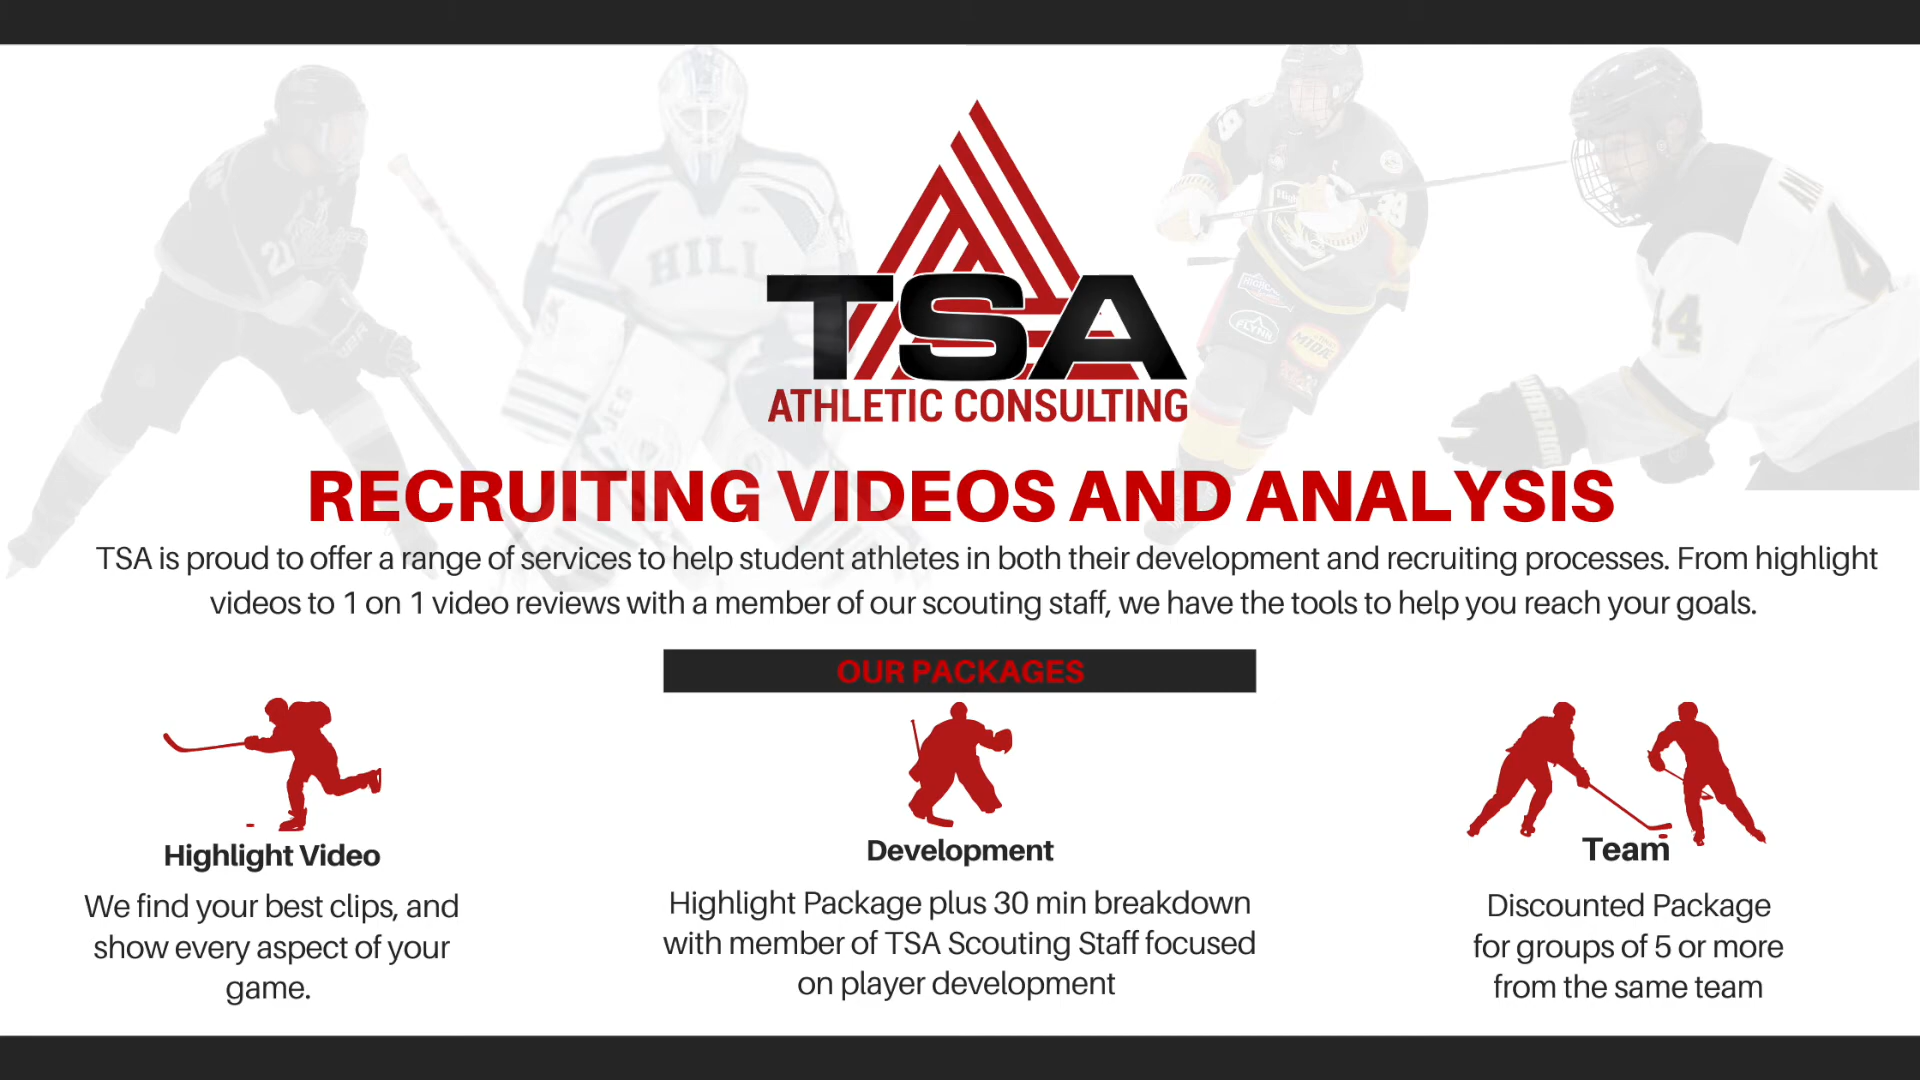 21
HILL
TSA
ATHLETIC CONSULTING
FLYNN
14
WARRIOR
RECRUITING VIDEOS AND ANALYSIS
TSA is proud to offer a range of services to help student athletes in both their development and recruiting processes. From highlight
videos to 1 on 1 video reviews with a member of our scouting staff, we have the tools to help you reach your goals.
OUR PACKAGES
Highlight Video
We find your best clips, and
show every aspect of your
game.
Development
Highlight Package plus 30 min breakdown
with member of TSA Scouting Staff focused
on player development
Team
Discounted Package
for groups of 5 or more
from the same team